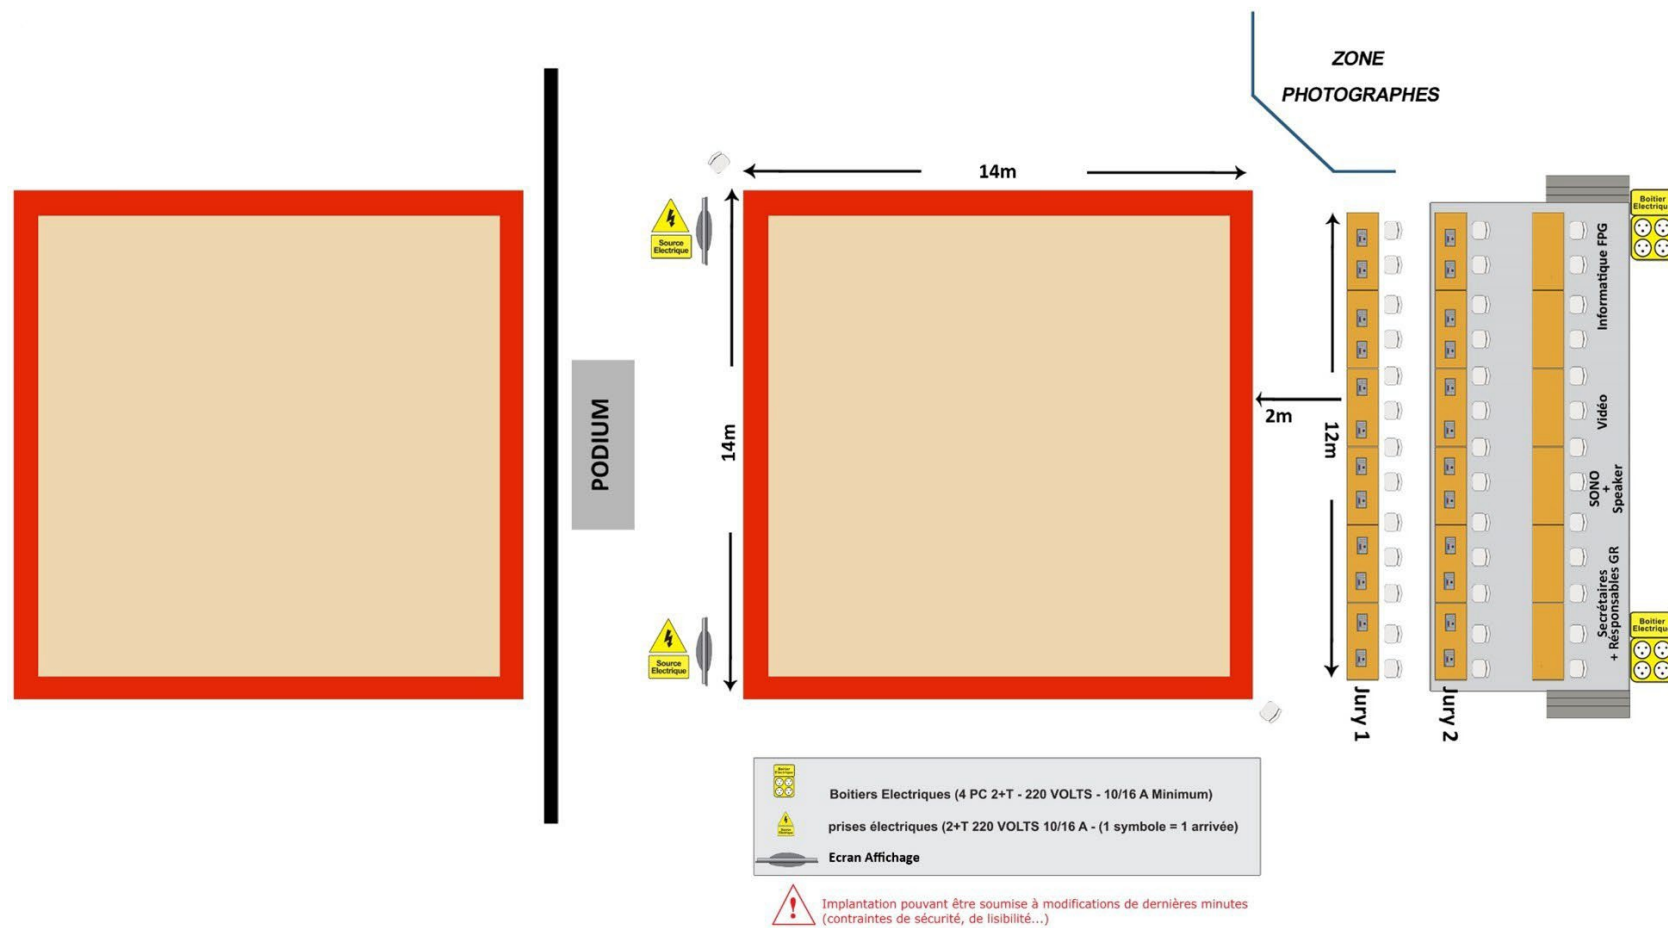 ZONE
PHOTOGRAPHES
14m
Source
Electrique
14m
PODIUM
2m
12m
Source
Electrique
Boitier
Electriqu
Informatique FPG
Vidéo
SONO
+
Speaker
Secrétaires
+ Résponsables GR
Boitier
Electriqu
Jury 1
Jury 2
Boitiers Electriques (4 PC 2+T - 220 VOLTS - 10/16 A Minimum)
prises électriques (2+T 220 VOLTS 10/16 A - (1 symbole = 1 arrivée)
Ecran Affichage
Implantation pouvant être soumise à modifications de dernières minutes
(contraintes de sécurité, de lisibilité...)